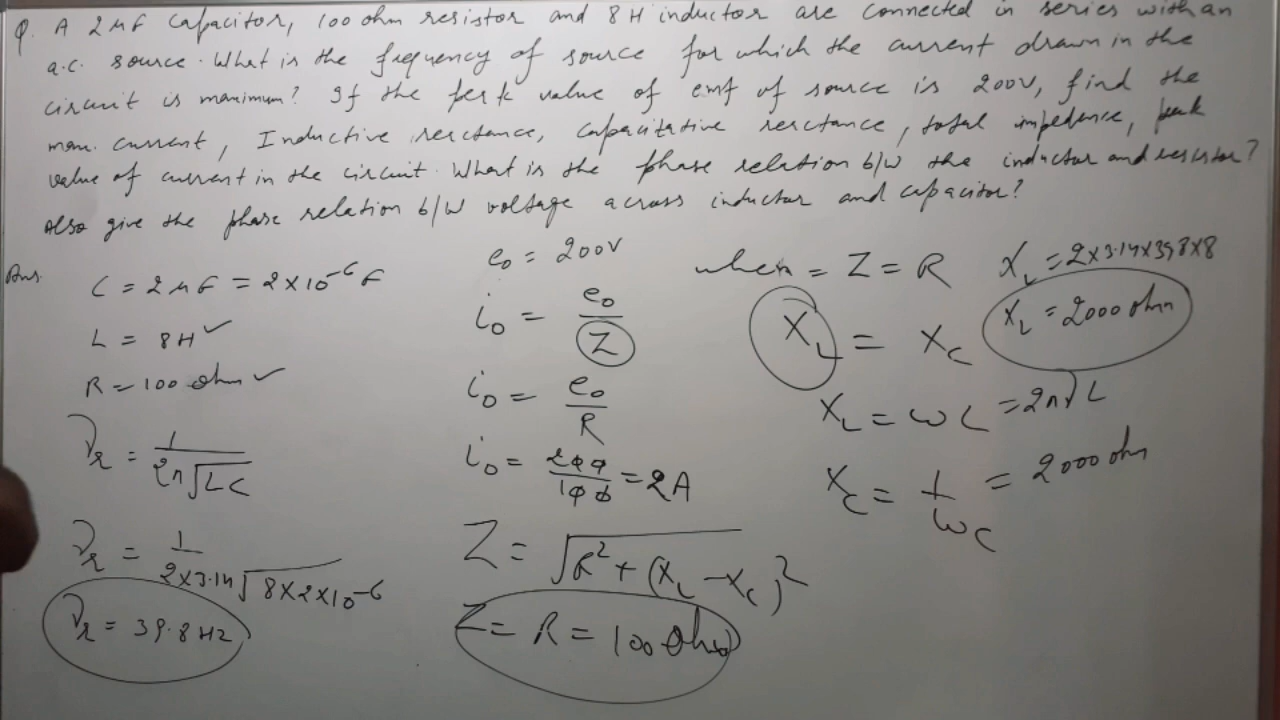 Q. A 2μF capacitor, 100 ohm resistor and 8H inductor are connected in series with an
a.c. source. What is the frequency of source for which the current drawn in the
circuit is maximum? If the peak value of emf of source is 200V, find the
max. current, Inductive reactance, capacitative reactance, total impedence, peak
value of current in the circuit. What is the phase relation b/w the inductor and resistor?
Also give the phase relation b/w voltage across inductor and capacitor?
Ans.
C = 2μF = 2×10⁻⁶ F
L = 8H ✓
R = 100 ohm ✓
νr = 1/2π√LC
νr = 1/2×3.14√8×2×10⁻⁶
νr = 39.8 Hz
e₀ = 200V
i₀ = e₀/Z
i₀ = e₀/R
i₀ = 200/100 = 2A
Z = √R² + (XL - XC)²
Z = R = 100 ohm
when = Z = R
XL = XC
XL = ωL = 2πνL
XC = 1/ωC = 2000 ohm
XL = 2×3.14×39.8×8
XL = 2000 ohm